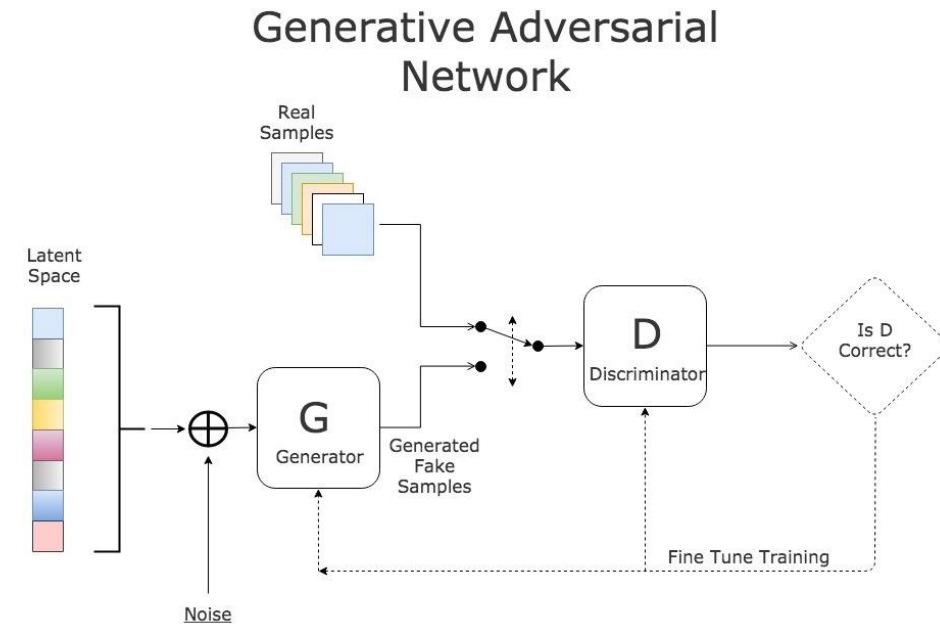 Generative Adversarial
Network
Real
Samples
Latent
Space
Is D
Correct?
D
Discriminator
G
Generator
Generated
Fake
Samples
Fine Tune Training
Noise